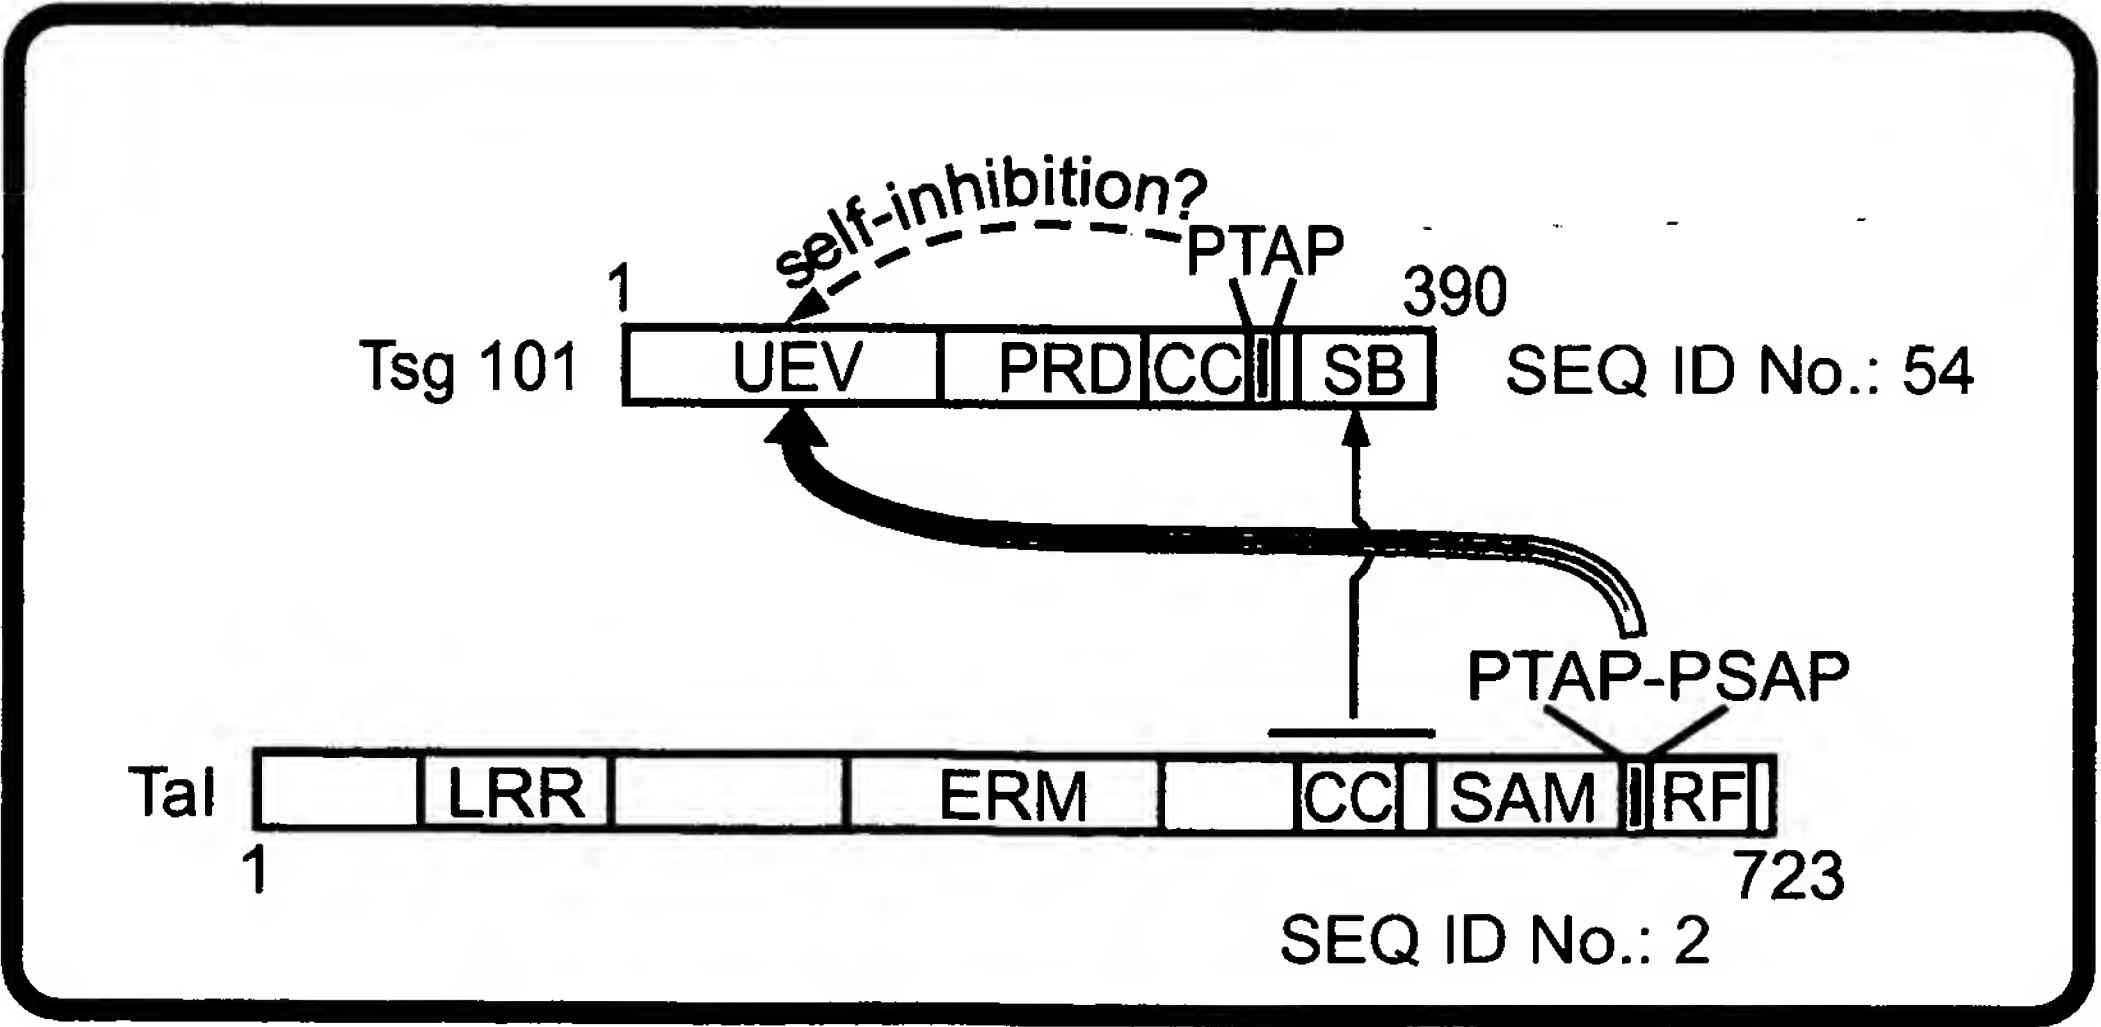 self-inhibition?
PTAP
1
390
Tsg 101
UEV
PRD
CC
SB
SEQ ID No.: 54
PTAP-PSAP
Tal
LRR
ERM
CC
SAM
RF
1
723
SEQ ID No.: 2